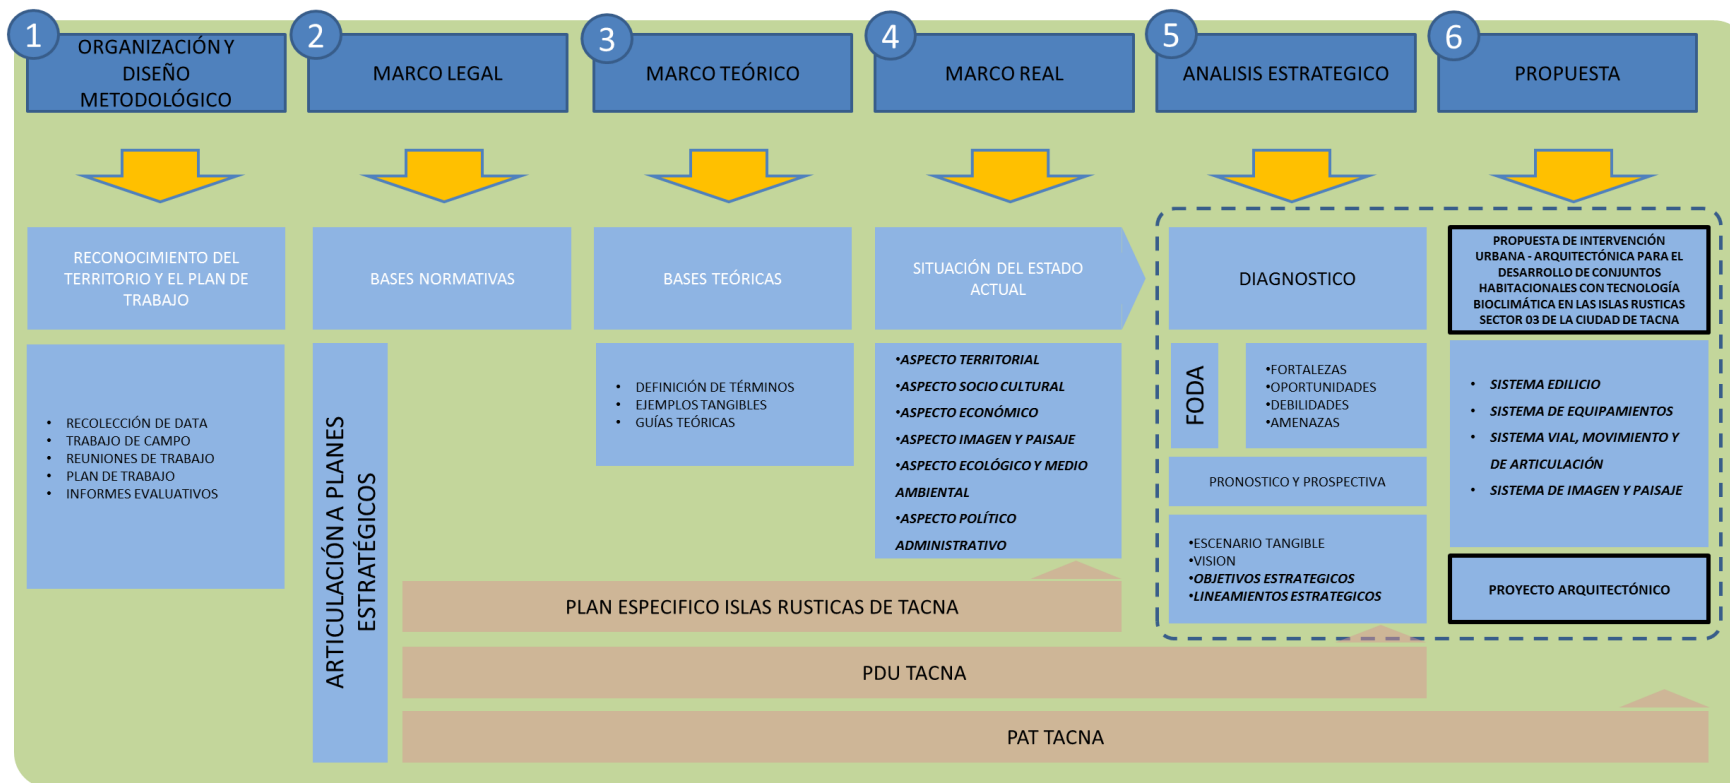 1
ORGANIZACIÓN Y
DISEÑO
METODOLÓGICO
2
MARCO LEGAL
3
MARCO TEÓRICO
4
MARCO REAL
5
ANALISIS ESTRATEGICO
6
PROPUESTA
RECONOCIMIENTO DEL
TERRITORIO Y EL PLAN DE
TRABAJO
BASES NORMATIVAS
BASES TEÓRICAS
SITUACIÓN DEL ESTADO
ACTUAL
DIAGNOSTICO
PROPUESTA DE INTERVENCIÓN
URBANA - ARQUITECTÓNICA PARA EL
DESARROLLO DE CONJUNTOS
HABITACIONALES CON TECNOLOGÍA
BIOCLIMÁTICA EN LAS ISLAS RUSTICAS
SECTOR 03 DE LA CIUDAD DE TACNA
• RECOLECCIÓN DE DATA
• TRABAJO DE CAMPO
• REUNIONES DE TRABAJO
• PLAN DE TRABAJO
• INFORMES EVALUATIVOS
ARTICULACIÓN A PLANES
ESTRATÉGICOS
• DEFINICIÓN DE TÉRMINOS
• EJEMPLOS TANGIBLES
• GUÍAS TEÓRICAS
•ASPECTO TERRITORIAL
•ASPECTO SOCIO CULTURAL
•ASPECTO ECONÓMICO
•ASPECTO IMAGEN Y PAISAJE
•ASPECTO ECOLÓGICO Y MEDIO
AMBIENTAL
•ASPECTO POLÍTICO
ADMINISTRATIVO
FODA
•FORTALEZAS
•OPORTUNIDADES
•DEBILIDADES
•AMENAZAS
PRONOSTICO Y PROSPECTIVA
•ESCENARIO TANGIBLE
•VISION
•OBJETIVOS ESTRATEGICOS
•LINEAMIENTOS ESTRATEGICOS
• SISTEMA EDILICIO
• SISTEMA DE EQUIPAMIENTOS
• SISTEMA VIAL, MOVIMIENTO Y
DE ARTICULACIÓN
• SISTEMA DE IMAGEN Y PAISAJE
PROYECTO ARQUITECTÓNICO
PLAN ESPECIFICO ISLAS RUSTICAS DE TACNA
PDU TACNA
PAT TACNA